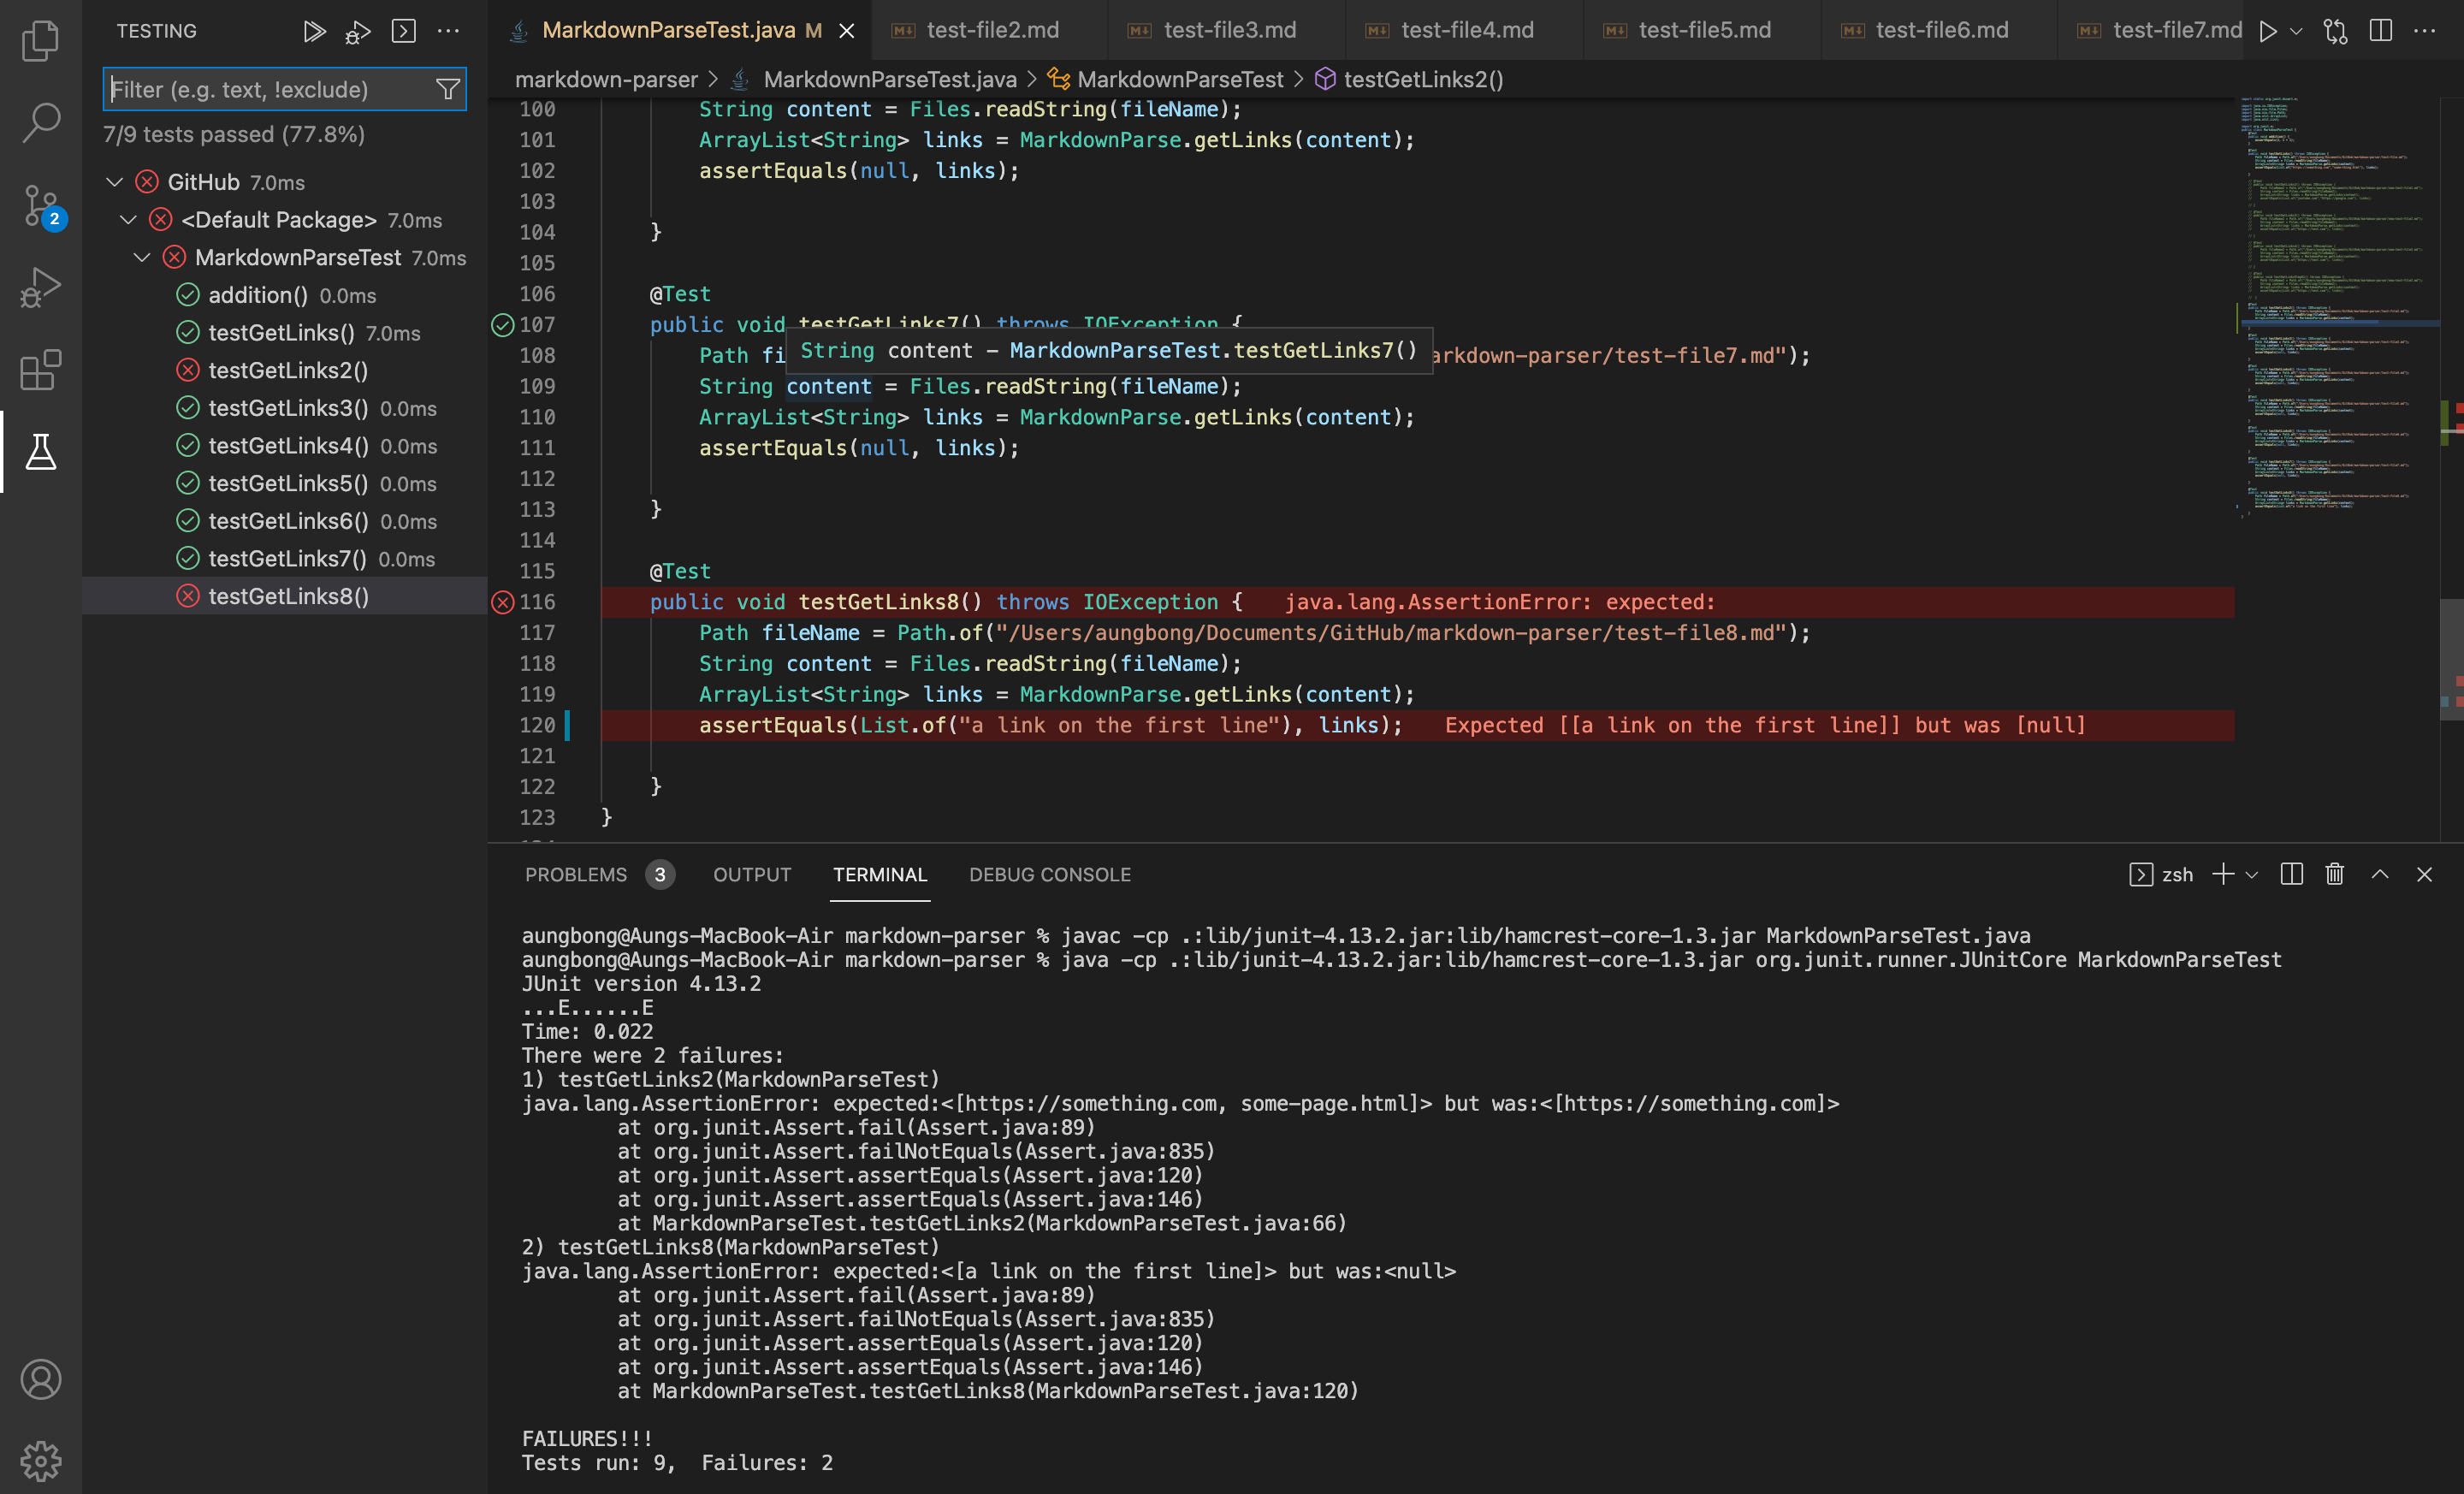 TESTING
Filter (e.g. text, !exclude)
7/9 tests passed (77.8%)
GitHub 7.0ms
<Default Package> 7.0ms
MarkdownParseTest 7.0ms
addition() 0.0ms
testGetLinks() 7.0ms
testGetLinks2()
testGetLinks3() 0.0ms
testGetLinks4() 0.0ms
testGetLinks5() 0.0ms
testGetLinks6() 0.0ms
testGetLinks7() 0.0ms
testGetLinks8()
2
MarkdownParseTest.java M
test-file2.md
test-file3.md
test-file4.md
test-file5.md
test-file6.md
test-file7.md
markdown-parser > MarkdownParseTest.java > MarkdownParseTest > testGetLinks2()
100 String content = Files.readString(fileName);
101 ArrayList<String> links = MarkdownParse.getLinks(content);
102 assertEquals(null, links);
103
104 }
105
106 @Test
107 public void testGetLinks7() throws IOException {
String content – MarkdownParseTest.testGetLinks7()
108 Path fi arkdown-parser/test-file7.md");
109 String content = Files.readString(fileName);
110 ArrayList<String> links = MarkdownParse.getLinks(content);
111 assertEquals(null, links);
112
113 }
114
115 @Test
116 public void testGetLinks8() throws IOException { java.lang.AssertionError: expected:
117 Path fileName = Path.of("/Users/aungbong/Documents/GitHub/markdown-parser/test-file8.md");
118 String content = Files.readString(fileName);
119 ArrayList<String> links = MarkdownParse.getLinks(content);
120 assertEquals(List.of("a link on the first line"), links); Expected [[a link on the first line]] but was [null]
121
122 }
123 }
PROBLEMS 3 OUTPUT TERMINAL DEBUG CONSOLE
zsh
aungbong@Aungs-MacBook-Air markdown-parser % javac -cp .:lib/junit-4.13.2.jar:lib/hamcrest-core-1.3.jar MarkdownParseTest.java
aungbong@Aungs-MacBook-Air markdown-parser % java -cp .:lib/junit-4.13.2.jar:lib/hamcrest-core-1.3.jar org.junit.runner.JUnitCore MarkdownParseTest
JUnit version 4.13.2
...E......E
Time: 0.022
There were 2 failures:
1) testGetLinks2(MarkdownParseTest)
java.lang.AssertionError: expected:<[https://something.com, some-page.html]> but was:<[https://something.com]>
at org.junit.Assert.fail(Assert.java:89)
at org.junit.Assert.failNotEquals(Assert.java:835)
at org.junit.Assert.assertEquals(Assert.java:120)
at org.junit.Assert.assertEquals(Assert.java:146)
at MarkdownParseTest.testGetLinks2(MarkdownParseTest.java:66)
2) testGetLinks8(MarkdownParseTest)
java.lang.AssertionError: expected:<[a link on the first line]> but was:<null>
at org.junit.Assert.fail(Assert.java:89)
at org.junit.Assert.failNotEquals(Assert.java:835)
at org.junit.Assert.assertEquals(Assert.java:120)
at org.junit.Assert.assertEquals(Assert.java:146)
at MarkdownParseTest.testGetLinks8(MarkdownParseTest.java:120)
FAILURES!!!
Tests run: 9, Failures: 2